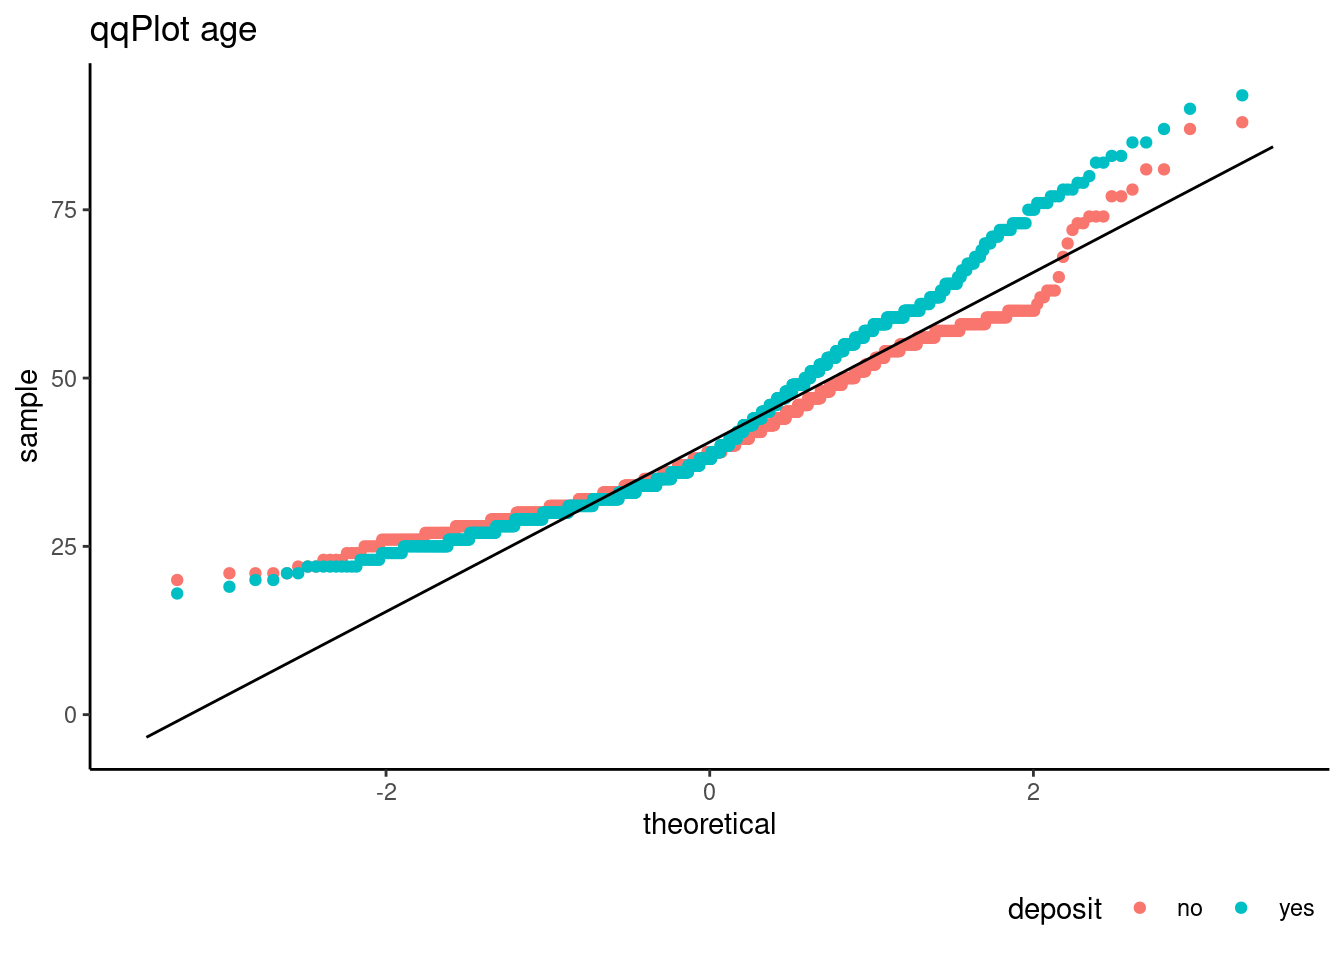 qqPlot age
sample
75
50
25
0
-2 0 2
theoretical
deposit no yes